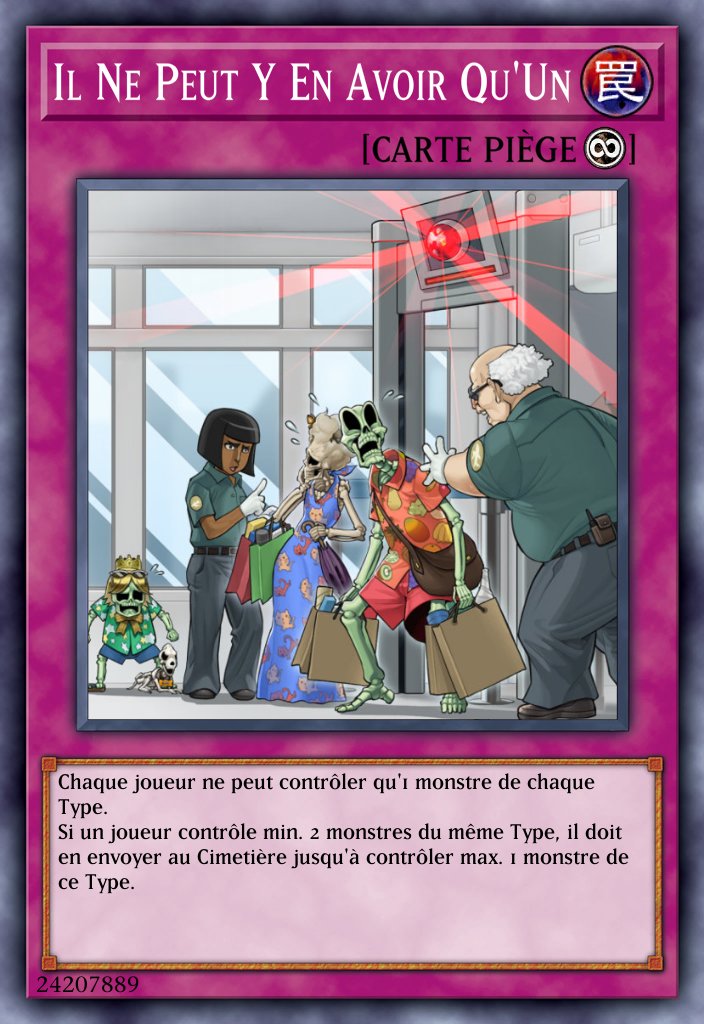 Il Ne Peut Y En Avoir Qu'Un 罠
[CARTE PIÈGE ∞]
Chaque joueur ne peut contrôler qu'1 monstre de chaque
Type.
Si un joueur contrôle min. 2 monstres du même Type, il doit
en envoyer au Cimetière jusqu'à contrôler max. 1 monstre de
ce Type.
24207889